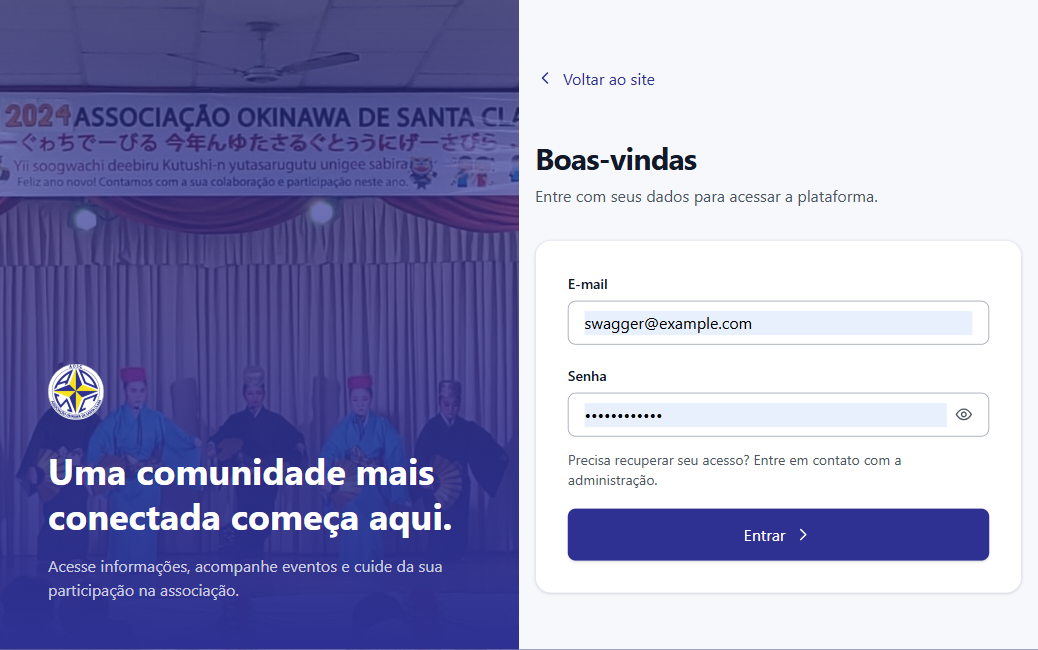 2024 ASSOCIAÇÃO OKINAWA DE SANTA CLA
ーぐわちでーびる 今年んゆたさるぐとぅうにげーさびら
Yii soogwachi deebiru Kutushi-n yutasarugutu unigee sabira
Feliz ano novo! Contamos com a sua colaboração e participação neste ano.
Uma comunidade mais
conectada começa aqui.
Acesse informações, acompanhe eventos e cuide da sua
participação na associação.
Voltar ao site
Boas-vindas
Entre com seus dados para acessar a plataforma.
E-mail
swagger@example.com
Senha
••••••••••••
Precisa recuperar seu acesso? Entre em contato com a
administração.
Entrar